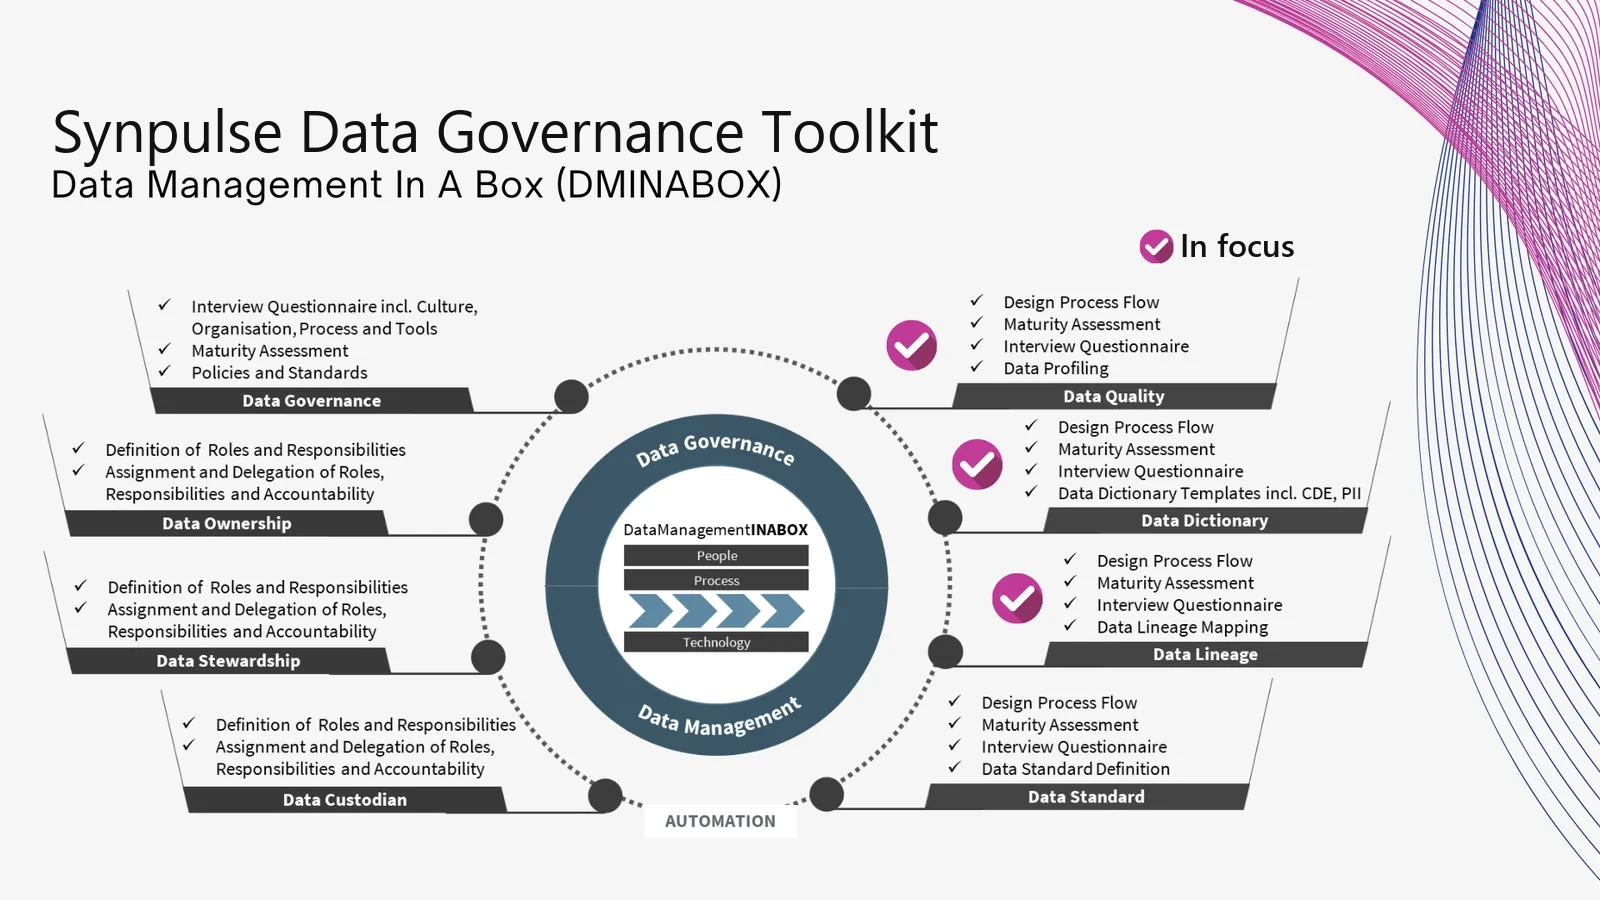 Synpulse Data Governance Toolkit
Data Management In A Box (DMINABOX)
In focus
Interview Questionnaire incl. Culture,
Organisation, Process and Tools
Maturity Assessment
Policies and Standards
Data Governance
Definition of Roles and Responsibilities
Assignment and Delegation of Roles,
Responsibilities and Accountability
Data Ownership
Definition of Roles and Responsibilities
Assignment and Delegation of Roles,
Responsibilities and Accountability
Data Stewardship
Definition of Roles and Responsibilities
Assignment and Delegation of Roles,
Responsibilities and Accountability
Data Custodian
Data Governance
DataManagementINABOX
People
Process
Technology
Data Management
AUTOMATION
Design Process Flow
Maturity Assessment
Interview Questionnaire
Data Profiling
Data Quality
Design Process Flow
Maturity Assessment
Interview Questionnaire
Data Dictionary Templates incl. CDE, PII
Data Dictionary
Design Process Flow
Maturity Assessment
Interview Questionnaire
Data Lineage Mapping
Data Lineage
Design Process Flow
Maturity Assessment
Interview Questionnaire
Data Standard Definition
Data Standard